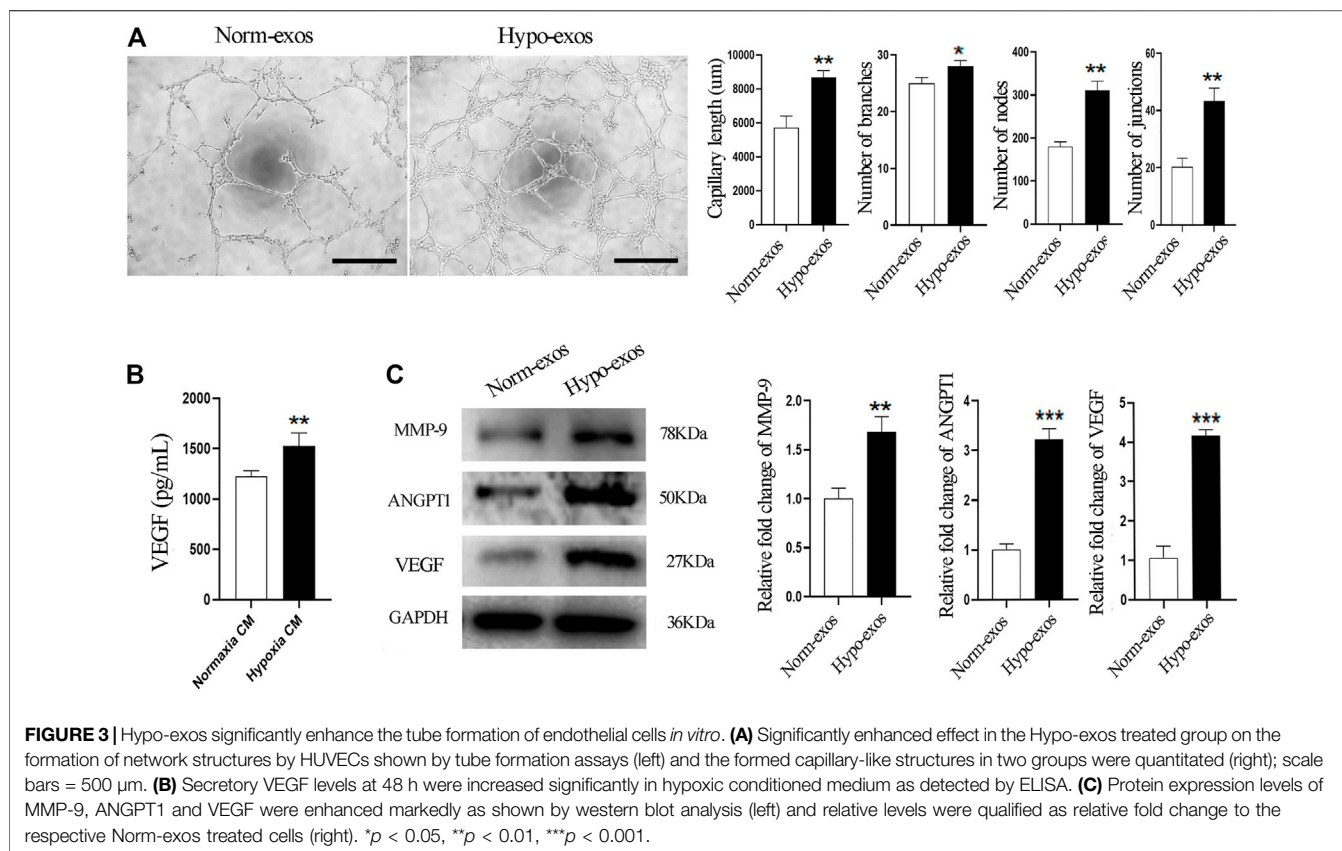 A
Norm-exos
Hypo-exos
Capillary length (um)
10000
8000
6000
4000
2000
0
**
Norm-exos
Hypo-exos
Number of branches
30
20
10
0
*
Norm-exos
Hypo-exos
Number of nodes
400
300
200
100
0
**
Norm-exos
Hypo-exos
Number of junctions
60
40
20
0
**
Norm-exos
Hypo-exos
B
VEGF (pg/mL)
2000
1500
1000
500
0
**
Normaxia CM
Hypoxia CM
C
Norm-exos
Hypo-exos
MMP-9
78KDa
ANGPT1
50KDa
VEGF
27KDa
GAPDH
36KDa
Relative fold change of MMP-9
2.0
1.5
1.0
0.5
0.0
**
Norm-exos
Hypo-exos
Relative fold change of ANGPT1
4
3
2
1
0
***
Norm-exos
Hypo-exos
Relative fold change of VEGF
5
4
3
2
1
0
***
Norm-exos
Hypo-exos
FIGURE 3 | Hypo-exos significantly enhance the tube formation of endothelial cells in vitro. (A) Significantly enhanced effect in the Hypo-exos treated group on the
formation of network structures by HUVECs shown by tube formation assays (left) and the formed capillary-like structures in two groups were quantitated (right); scale
bars = 500 μm. (B) Secretory VEGF levels at 48 h were increased significantly in hypoxic conditioned medium as detected by ELISA. (C) Protein expression levels of
MMP-9, ANGPT1 and VEGF were enhanced markedly as shown by western blot analysis (left) and relative levels were qualified as relative fold change to the
respective Norm-exos treated cells (right). *p < 0.05, **p < 0.01, ***p < 0.001.